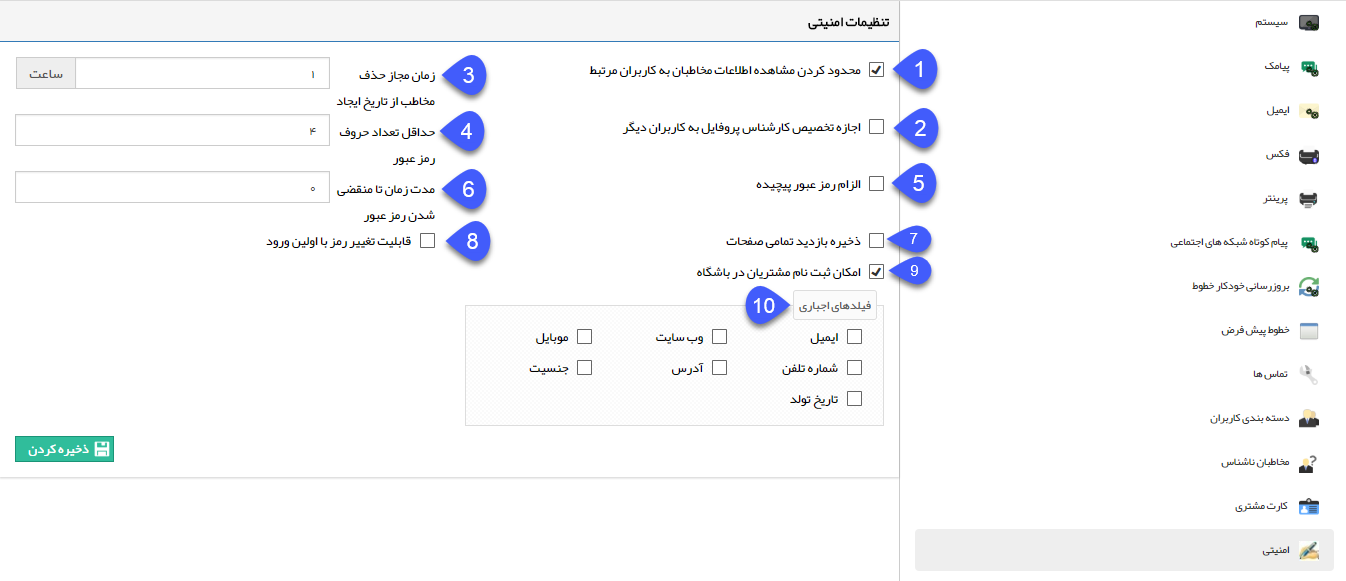 تنظیمات امنیتی
1
محدود کردن مشاهده اطلاعات مخاطبان به کاربران مرتبط
3
زمان مجاز حذف
مخاطب از تاریخ ایجاد
۱
ساعت
2
اجازه تخصیص کارشناس پروفایل به کاربران دیگر
4
حداقل تعداد حروف
رمز عبور
۴
5
الزام رمز عبور پیچیده
6
مدت زمان تا منقضی
شدن رمز عبور
۰
7
ذخیره بازدید تمامی صفحات
8
قابلیت تغییر رمز با اولین ورود
9
امکان ثبت نام مشتریان در باشگاه
10
فیلدهای اجباری
ایمیل
وب سایت
موبایل
شماره تلفن
آدرس
جنسیت
تاریخ تولد
ذخیره کردن
سیستم
پیامک
ایمیل
فکس
پرینتر
پیام کوتاه شبکه های اجتماعی
بروزرسانی خودکار خطوط
خطوط پیش فرض
تماس ها
دسته بندی کاربران
مخاطبان ناشناس
کارت مشتری
امنیتی